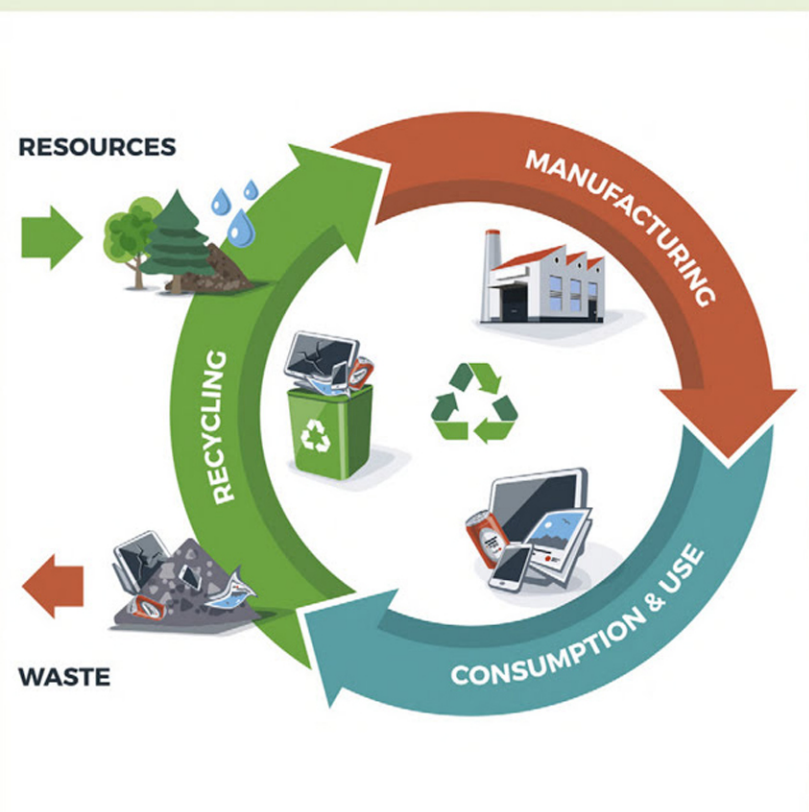 RESOURCES
MANUFACTURING
RECYCLING
CONSUMPTION & USE
WASTE